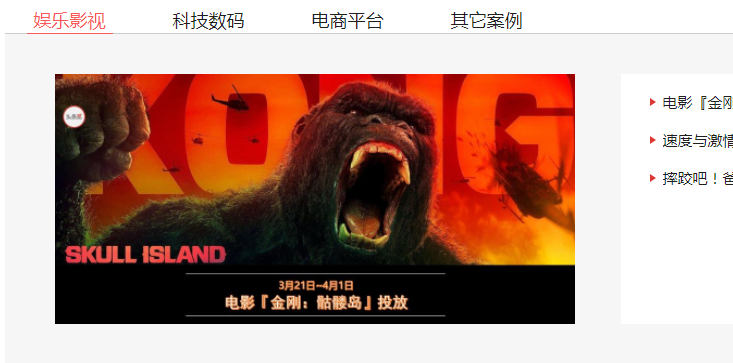 娱乐影视 科技数码 电商平台 其它案例
KONG
SKULL ISLAND
3月21日~4月1日
电影『金刚：骷髅岛』投放
电影『金刚
速度与激情
摔跤吧！爸